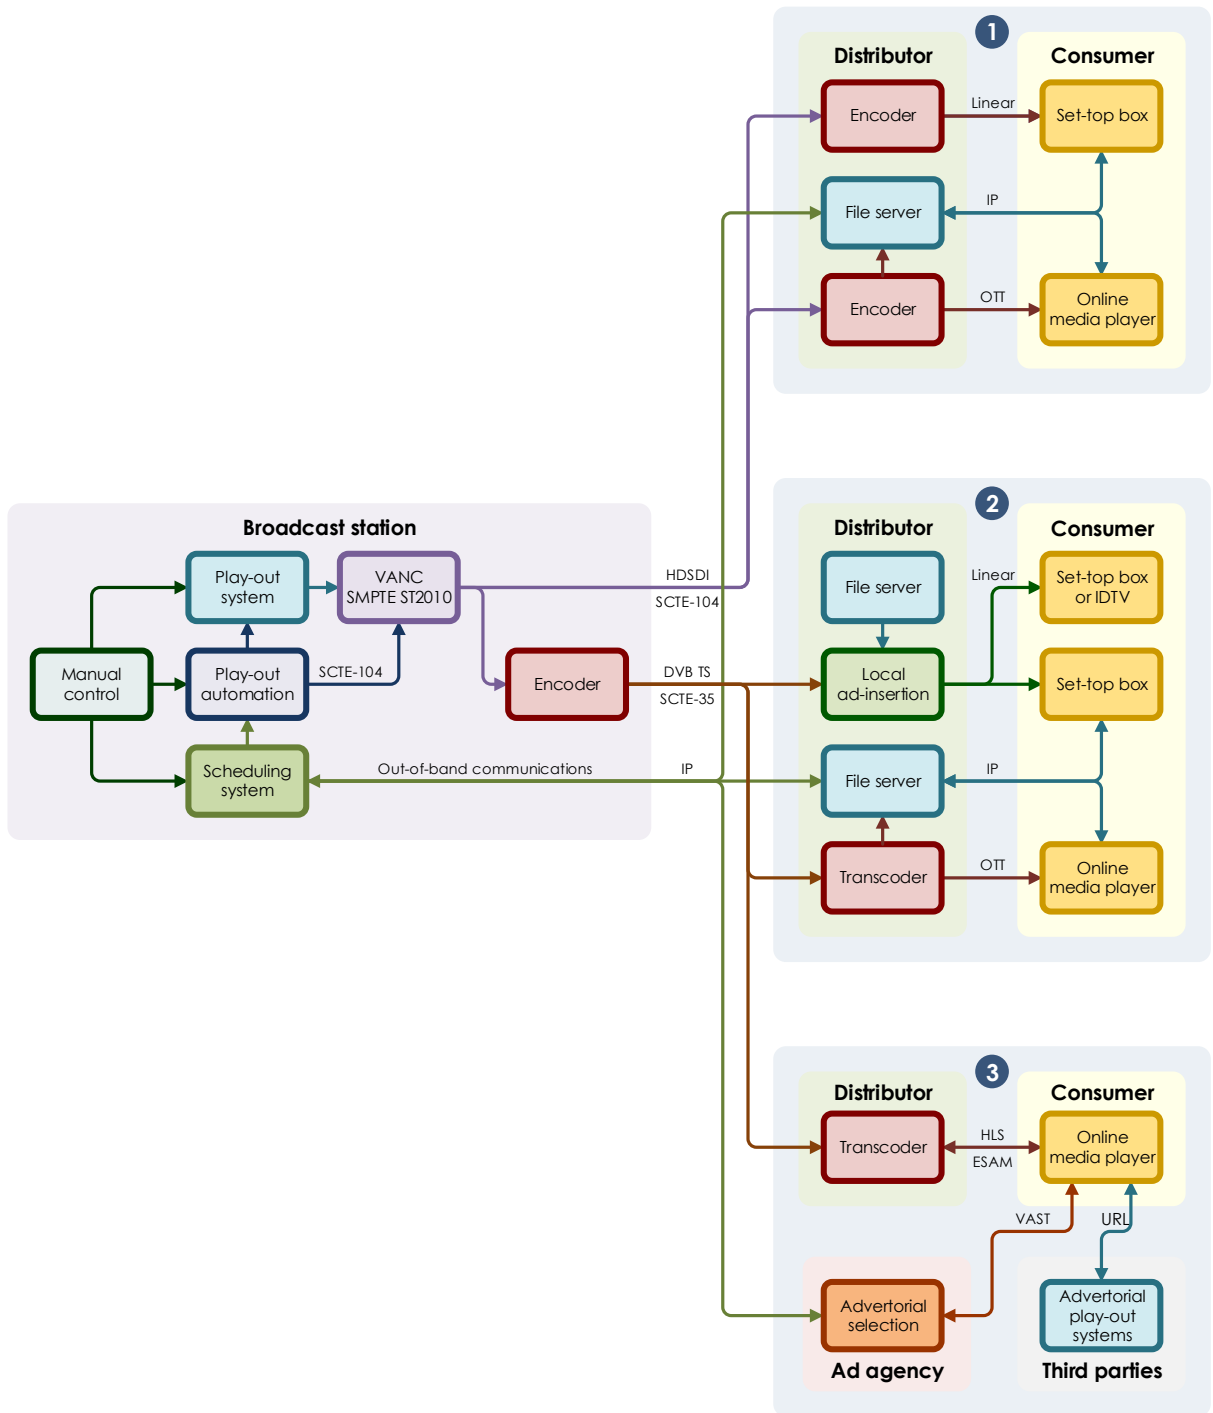 1
Distributor
Consumer
Encoder
Linear
Set-top box
File server
IP
Encoder
OTT
Online
media player
Broadcast station
Play-out
system
VANC
SMPTE ST2010
HDSDI
SCTE-104
Manual
control
Play-out
automation
SCTE-104
Encoder
DVB TS
SCTE-35
Scheduling
system
Out-of-band communications
IP
2
Distributor
Consumer
File server
Linear
Set-top box
or IDTV
Local
ad-insertion
Set-top box
File server
IP
Transcoder
OTT
Online
media player
3
Distributor
Consumer
Transcoder
HLS
ESAM
Online
media player
VAST
URL
Advertorial
selection
Ad agency
Advertorial
play-out
systems
Third parties